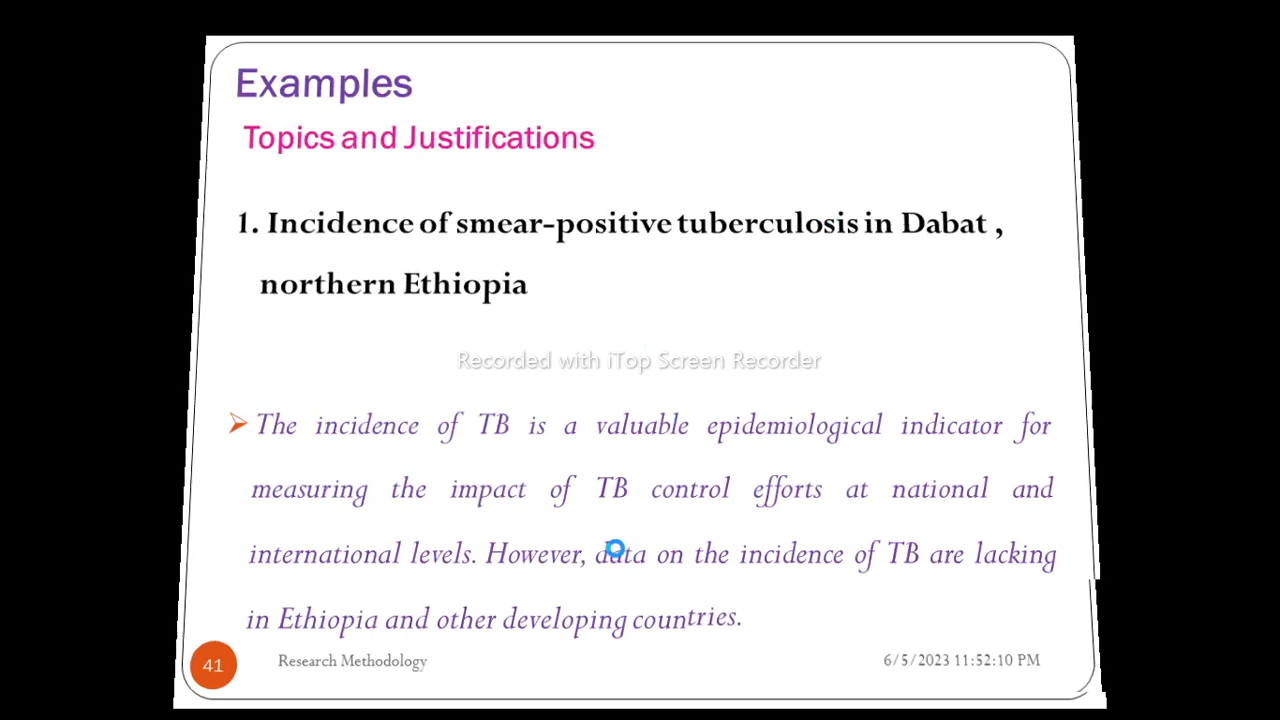 Examples
Topics and Justifications
1. Incidence of smear-positive tuberculosis in Dabat ,
northern Ethiopia
Recorded with iTop Screen Recorder
The incidence of TB is a valuable epidemiological indicator for
measuring the impact of TB control efforts at national and
international levels. However, data on the incidence of TB are lacking
in Ethiopia and other developing countries.
41 Research Methodology 6/5/2023 11:52:10 PM